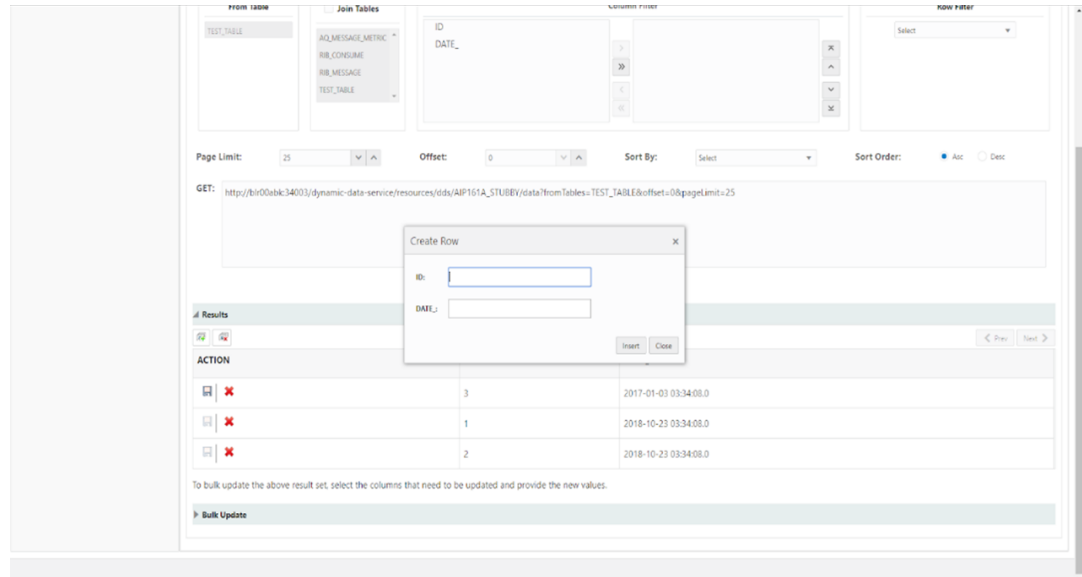 From Table
Join Tables
Column Filter
Row Filter
TEST_TABLE
AQ_MESSAGE_METRIC
RIB_CONSUME
RIB_MESSAGE
TEST_TABLE
ID
DATE_
Select
Page Limit: 25
Offset: 0
Sort By: Select
Sort Order: Asc Desc
GET: http://blr00ablc:34003/dynamic-data-service/resources/dds/AIP161A_STUBBY/data?fromTables=TEST_TABLE&offset=0&pageLimit=25
Create Row
ID:
DATE_:
Insert Close
Results
Prev Next
ACTION
3 2017-01-03 03:34:08.0
1 2018-10-23 03:34:08.0
2 2018-10-23 03:34:08.0
To bulk update the above result set, select the columns that need to be updated and provide the new values.
Bulk Update